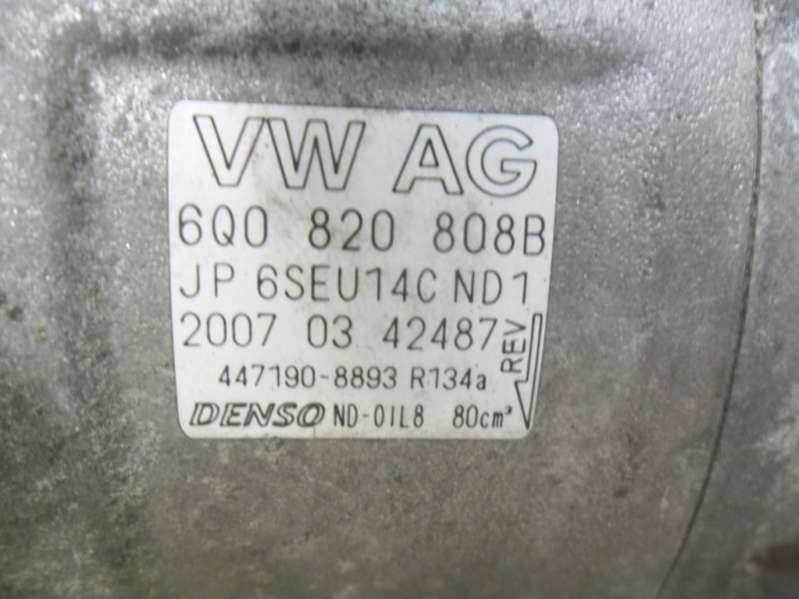 VW AG
6Q0 820 808B
JP 6SEU14C ND1
2007 03 42487
REV
447190-8893 R134a
DENSO ND-OIL8 80cm³